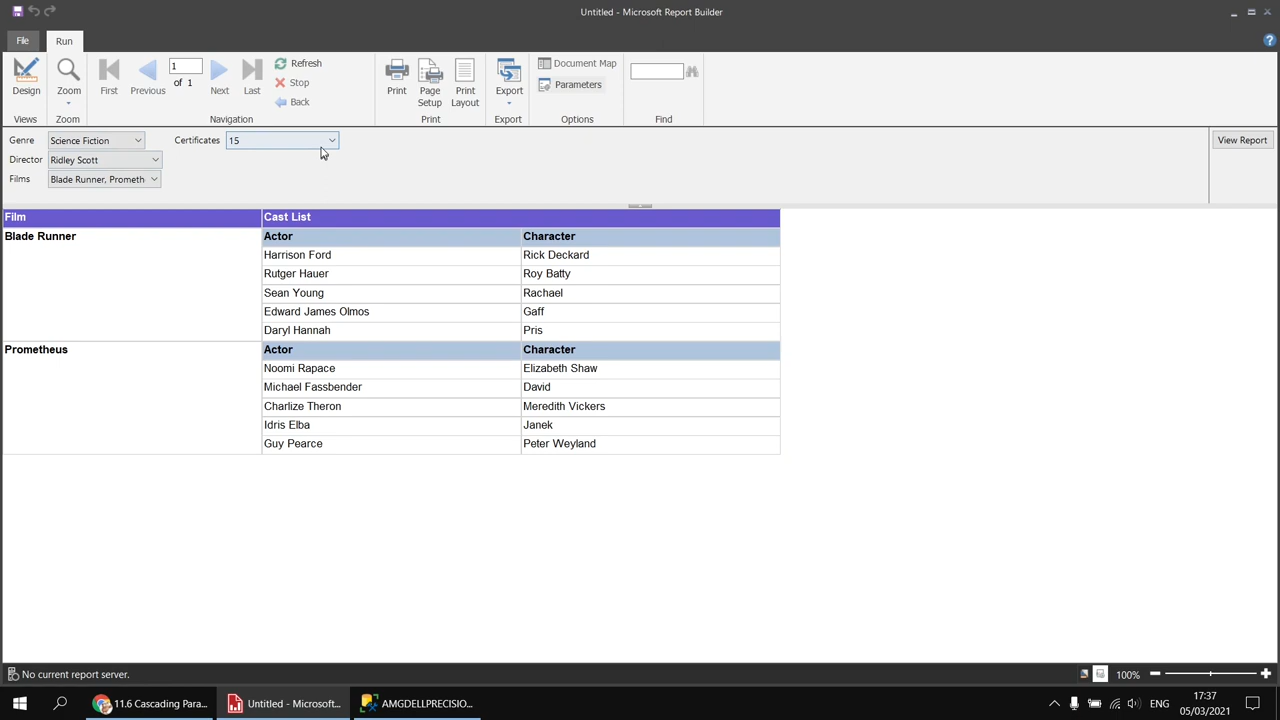 Untitled - Microsoft Report Builder
File
Run
Design
Zoom
First
Previous
1
of 1
Next
Last
Refresh
Stop
Back
Print
Page Setup
Print Layout
Export
Document Map
Parameters
Views
Zoom
Navigation
Print
Export
Options
Find
Genre
Science Fiction
Certificates
15
View Report
Director
Ridley Scott
Films
Blade Runner, Prometh
Film
Cast List
Blade Runner
Actor
Character
Harrison Ford
Rick Deckard
Rutger Hauer
Roy Batty
Sean Young
Rachael
Edward James Olmos
Gaff
Daryl Hannah
Pris
Prometheus
Actor
Character
Noomi Rapace
Elizabeth Shaw
Michael Fassbender
David
Charlize Theron
Meredith Vickers
Idris Elba
Janek
Guy Pearce
Peter Weyland
No current report server.
100%
11.6 Cascading Para...
Untitled - Microsoft...
AMGDELLPRECISIO...
ENG
17:37
05/03/2021